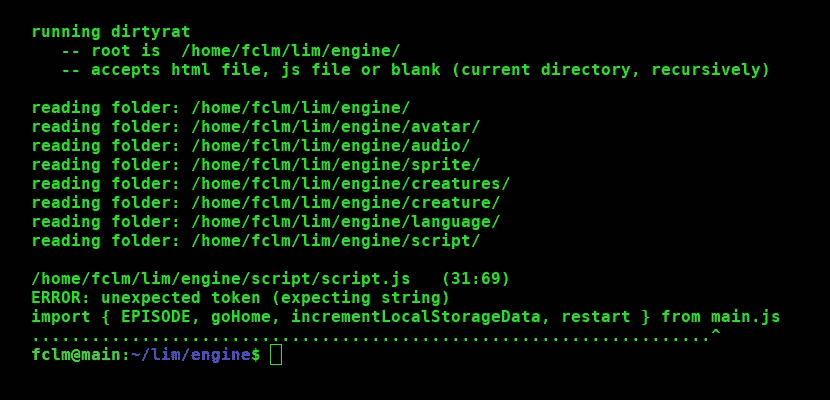 running dirtyrat
   -- root is  /home/fclm/lim/engine/
   -- accepts html file, js file or blank (current directory, recursively)

reading folder: /home/fclm/lim/engine/
reading folder: /home/fclm/lim/engine/avatar/
reading folder: /home/fclm/lim/engine/audio/
reading folder: /home/fclm/lim/engine/sprite/
reading folder: /home/fclm/lim/engine/creatures/
reading folder: /home/fclm/lim/engine/creature/
reading folder: /home/fclm/lim/engine/language/
reading folder: /home/fclm/lim/engine/script/

/home/fclm/lim/engine/script/script.js   (31:69)
ERROR: unexpected token (expecting string)
import { EPISODE, goHome, incrementLocalStorageData, restart } from main.js
....................................................................^
fclm@main:~/lim/engine$